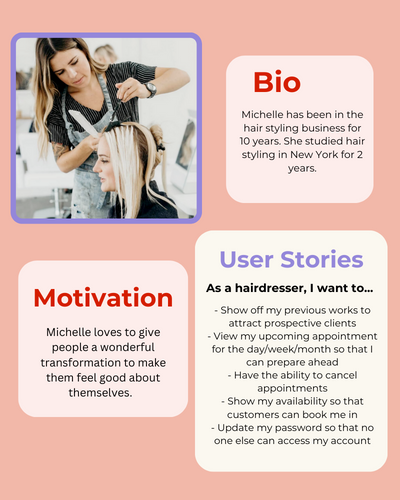 Bio
Michelle has been in the
hair styling business for
10 years. She studied hair
styling in New York for 2
years.
Motivation
Michelle loves to give
people a wonderful
transformation to make
them feel good about
themselves.
User Stories
As a hairdresser, I want to...
- Show off my previous works to
attract prospective clients
- View my upcoming appointment
for the day/week/month so that I
can prepare ahead
- Have the ability to cancel
appointments
- Show my availability so that
customers can book me in
- Update my password so that no
one else can access my account